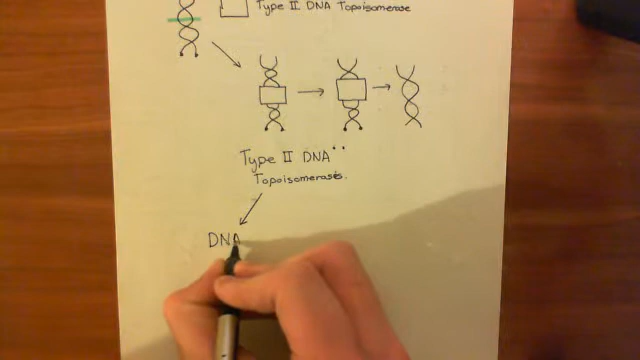 Type II DNA Topoisomerase
Type II DNA
Topoisomerases.
DNA